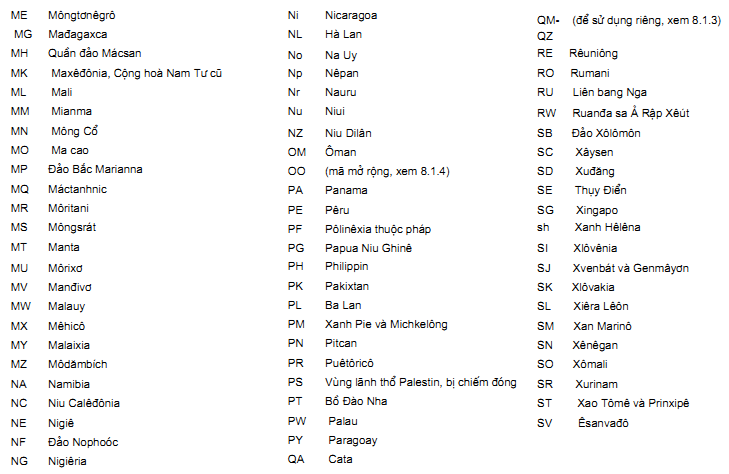 ME Môngtơnêgrô
MG Mađagaxca
MH Quần đảo Mácsan
MK Maxêđônia, Cộng hoà Nam Tư cũ
ML Mali
MM Mianma
MN Mông Cổ
MO Ma cao
MP Đảo Bắc Marianna
MQ Máctanhnic
MR Môritani
MS Môngsrát
MT Manta
MU Môrixơ
MV Manđivơ
MW Malauy
MX Mêhicô
MY Malaixia
MZ Môdămbích
NA Namibia
NC Niu Calêđônia
NE Nigiê
NF Đảo Nophoóc
NG Nigiêria
Ni Nicaragoa
NL Hà Lan
No Na Uy
Np Nêpan
Nr Nauru
Nu Niui
NZ Niu Dilân
OM Ôman
OO (mã mở rộng, xem 8.1.4)
PA Panama
PE Pêru
PF Pôlinêxia thuộc pháp
PG Papua Niu Ghinê
PH Philippin
PK Pakixtan
PL Ba Lan
PM Xanh Pie và Michkelông
PN Pitcan
PR Puêtôricô
PS Vùng lãnh thổ Palestin, bị chiếm đóng
PT Bồ Đào Nha
PW Palau
PY Paragoay
QA Cata
QM- (để sử dụng riêng, xem 8.1.3)
QZ
RE Rêuniông
RO Rumani
RU Liên bang Nga
RW Ruanđa sa Ả Rập Xêút
SB Đảo Xôlômôn
SC Xâysen
SD Xuđăng
SE Thụy Điển
SG Xingapo
sh Xanh Hêlêna
SI Xlôvênia
SJ Xvenbát và Genmâyơn
SK Xlôvakia
SL Xiêra Lêôn
SM Xan Marinô
SN Xênêgan
SO Xômali
SR Xurinam
ST Xao Tômê và Prinxipê
SV Êsanvađô